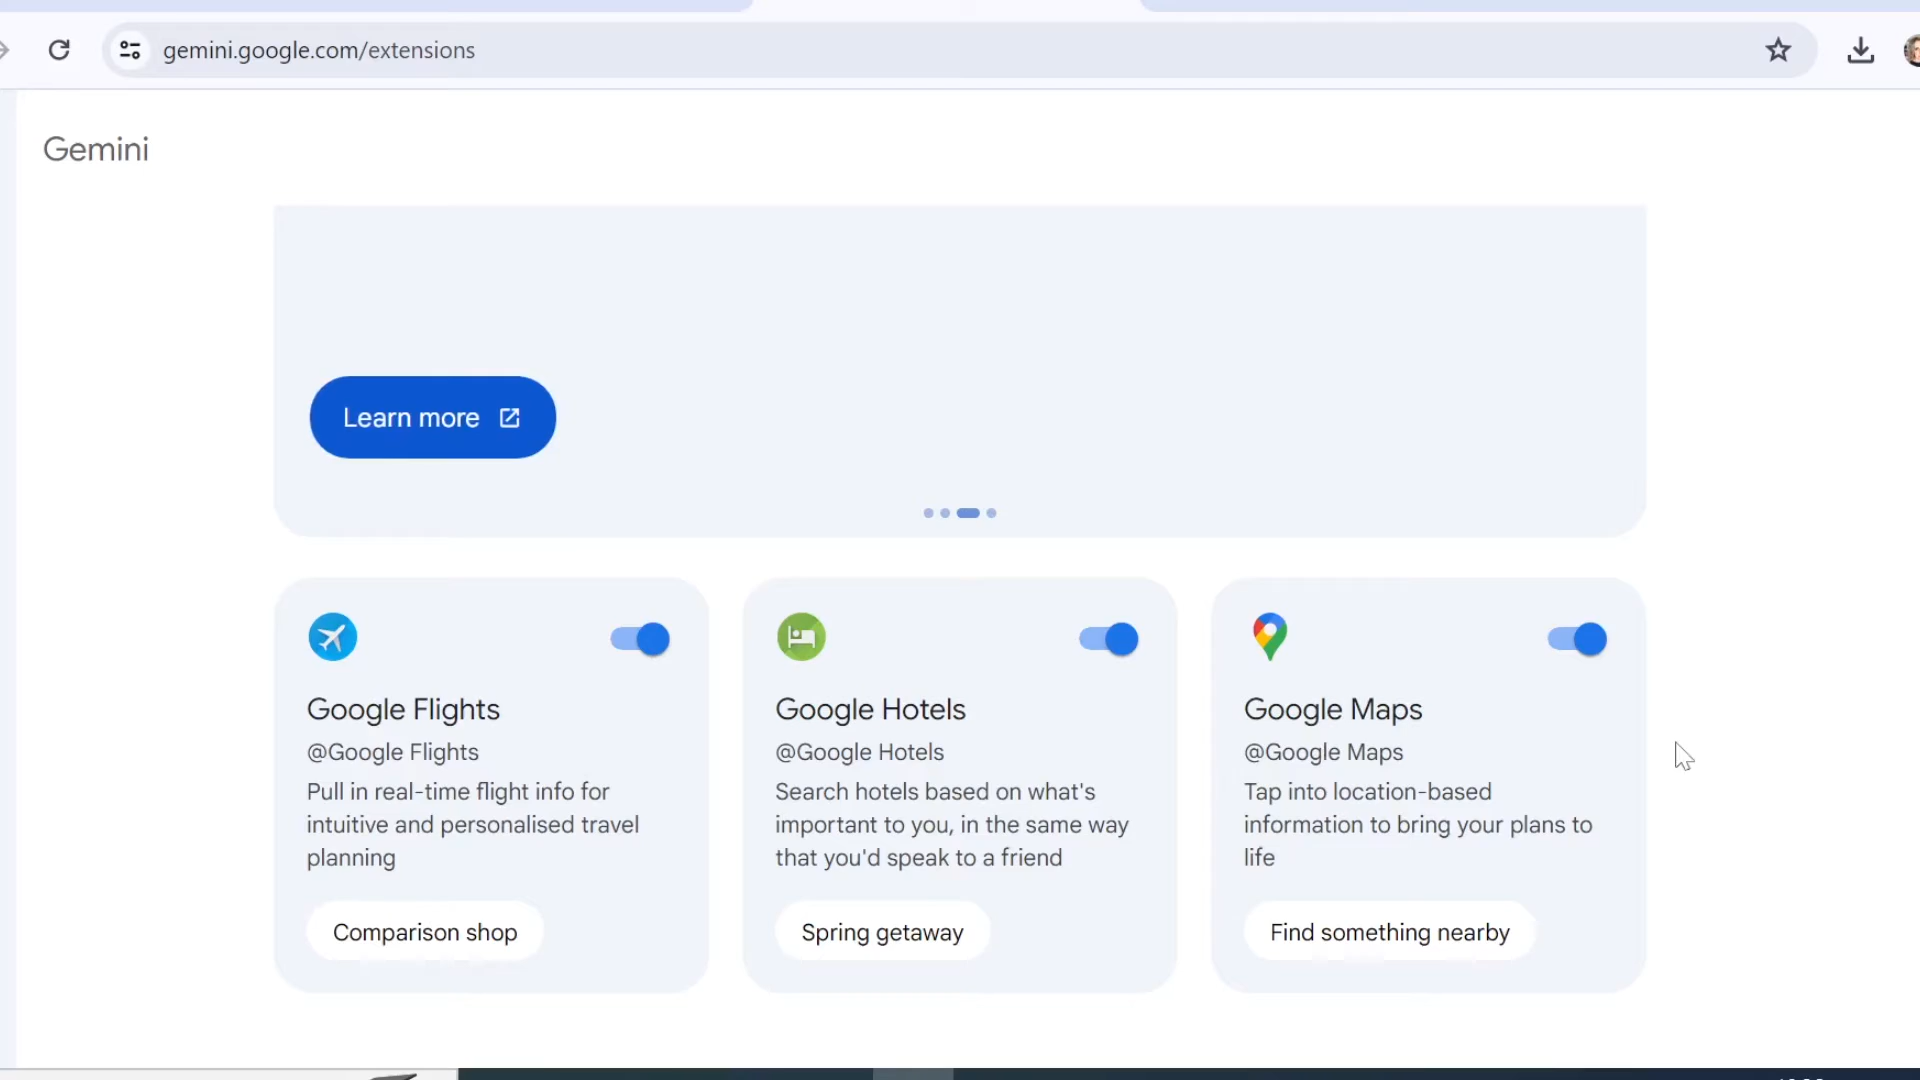 gemini.google.com/extensions
Gemini
Learn more
Google Flights
@Google Flights
Pull in real-time flight info for
intuitive and personalised travel
planning
Comparison shop
Google Hotels
@Google Hotels
Search hotels based on what's
important to you, in the same way
that you'd speak to a friend
Spring getaway
Google Maps
@Google Maps
Tap into location-based
information to bring your plans to
life
Find something nearby